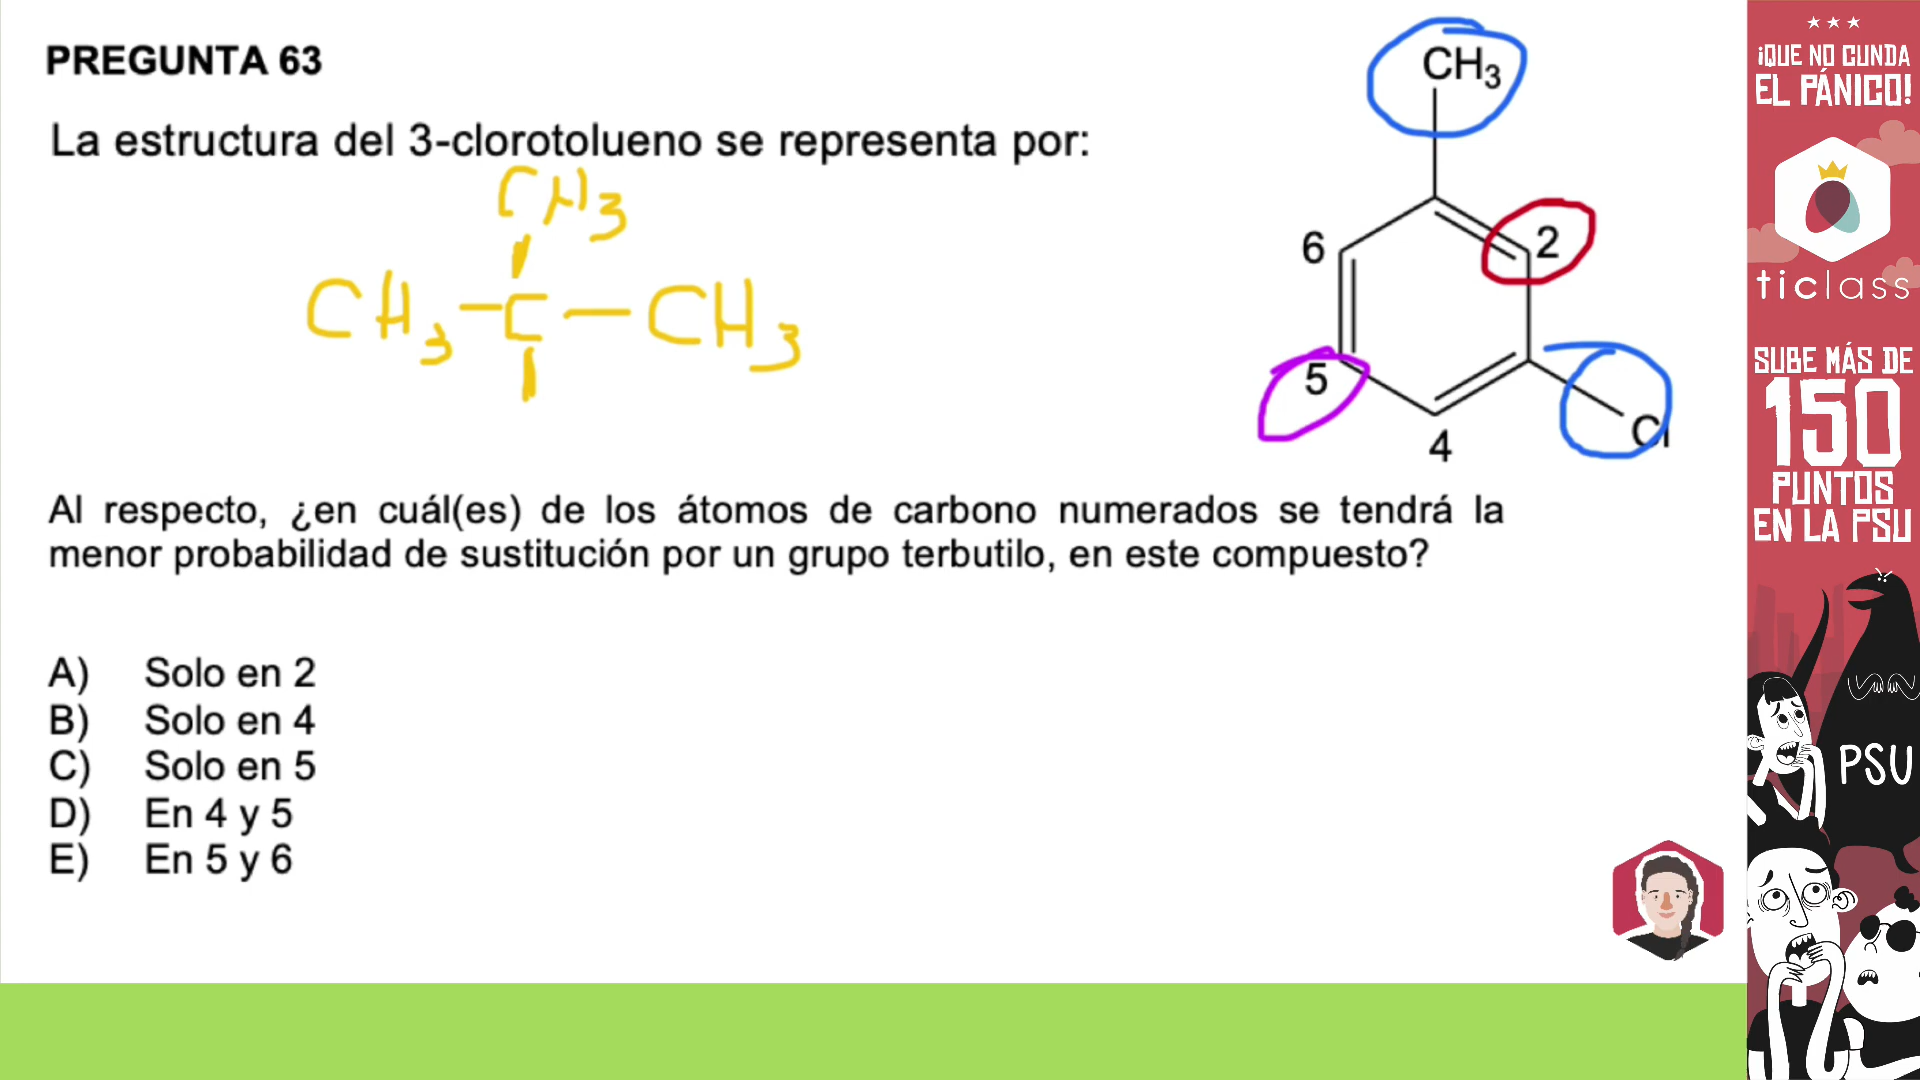 PREGUNTA 63
La estructura del 3-clorotolueno se representa por:
CH3
CH3 – C – CH3
CH3
6
2
5
4
Cl
Al respecto, ¿en cuál(es) de los átomos de carbono numerados se tendrá la
menor probabilidad de sustitución por un grupo terbutilo, en este compuesto?
A) Solo en 2
B) Solo en 4
C) Solo en 5
D) En 4 y 5
E) En 5 y 6
¡QUE NO CUNDA
EL PÁNICO!
ticlass
SUBE MÁS DE
150
PUNTOS
EN LA PSU
PSU